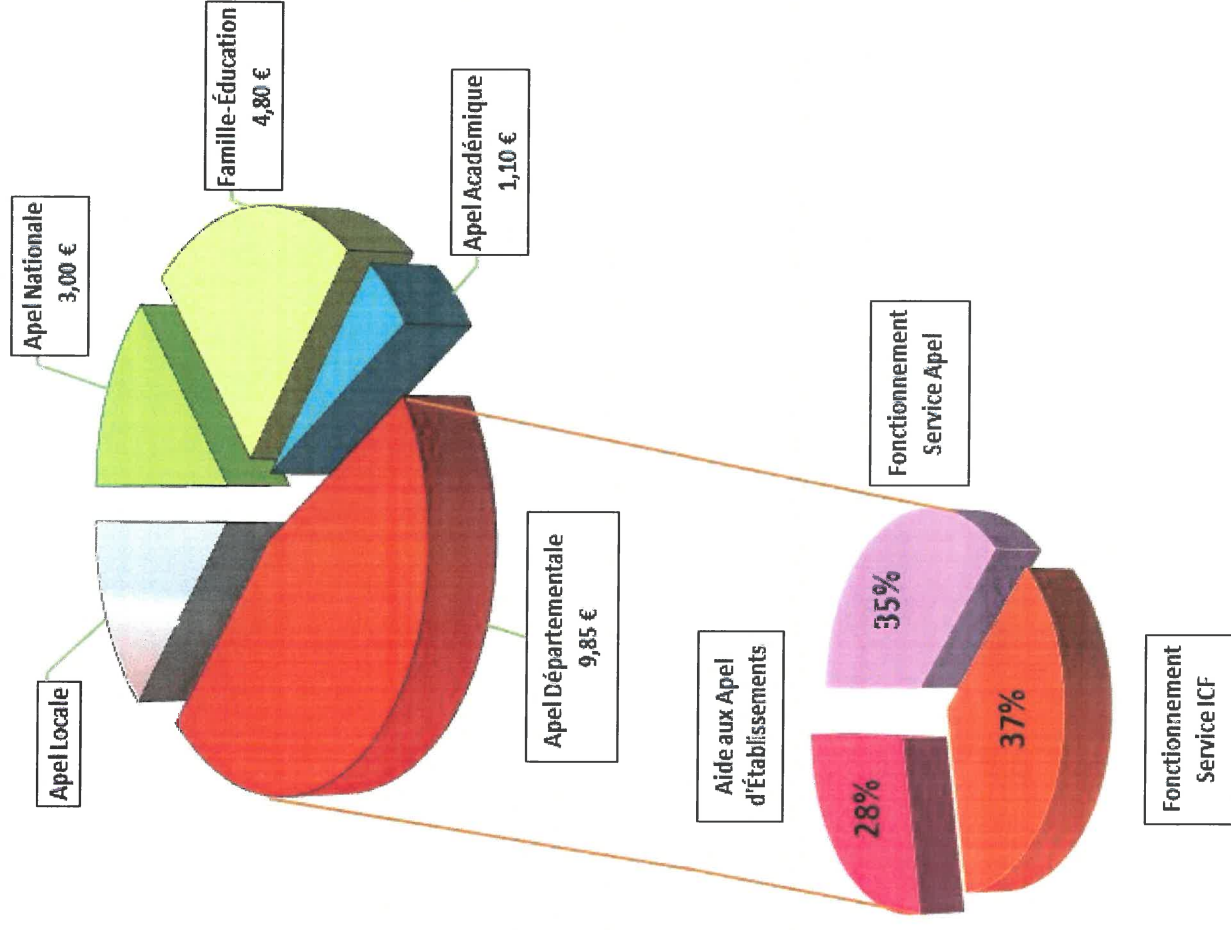 Apel Locale
Apel Nationale
3,00 €
Famille-Éducation
4,80 €
Apel Académique
1,10 €
Apel Départementale
9,85 €
Aide aux Apel
d'Établissements
28%
35%
37%
Fonctionnement
Service Apel
Fonctionnement
Service ICF